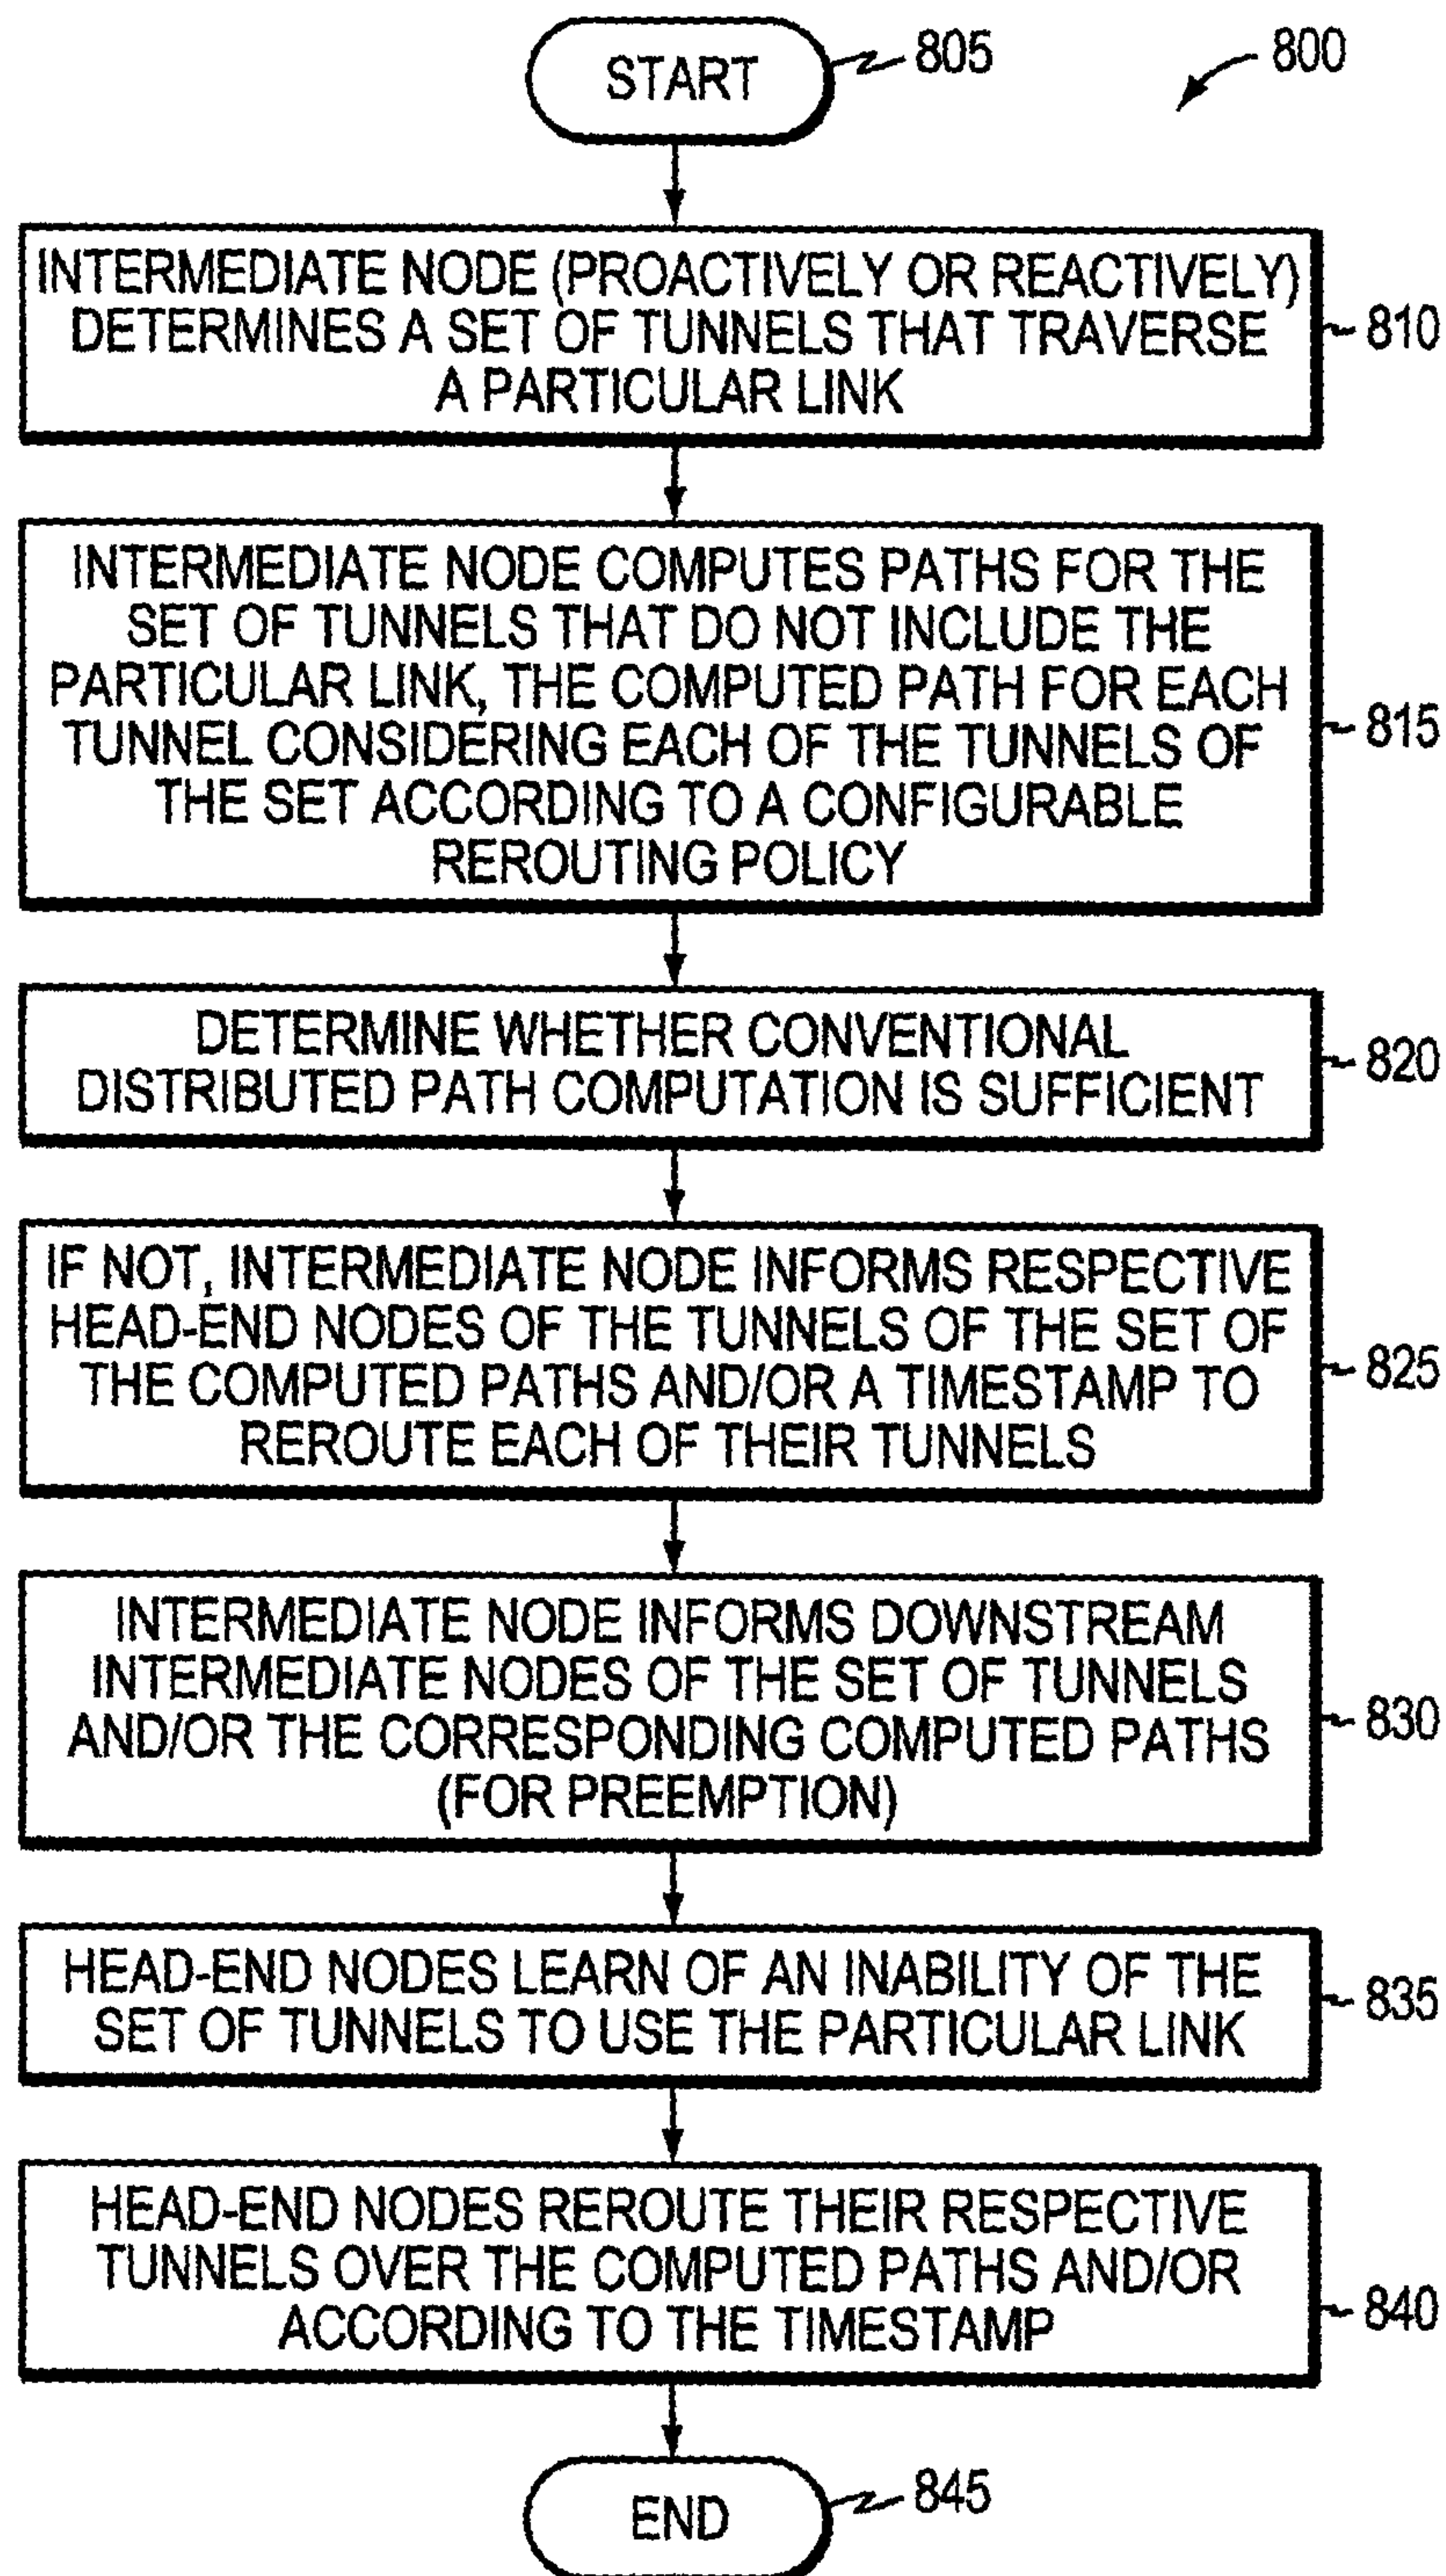 START
805
800
INTERMEDIATE NODE (PROACTIVELY OR REACTIVELY)
DETERMINES A SET OF TUNNELS THAT TRAVERSE
A PARTICULAR LINK
810
INTERMEDIATE NODE COMPUTES PATHS FOR THE
SET OF TUNNELS THAT DO NOT INCLUDE THE
PARTICULAR LINK, THE COMPUTED PATH FOR EACH
TUNNEL CONSIDERING EACH OF THE TUNNELS OF
THE SET ACCORDING TO A CONFIGURABLE
REROUTING POLICY
815
DETERMINE WHETHER CONVENTIONAL
DISTRIBUTED PATH COMPUTATION IS SUFFICIENT
820
IF NOT, INTERMEDIATE NODE INFORMS RESPECTIVE
HEAD-END NODES OF THE TUNNELS OF THE SET OF
THE COMPUTED PATHS AND/OR A TIMESTAMP TO
REROUTE EACH OF THEIR TUNNELS
825
INTERMEDIATE NODE INFORMS DOWNSTREAM
INTERMEDIATE NODES OF THE SET OF TUNNELS
AND/OR THE CORRESPONDING COMPUTED PATHS
(FOR PREEMPTION)
830
HEAD-END NODES LEARN OF AN INABILITY OF THE
SET OF TUNNELS TO USE THE PARTICULAR LINK
835
HEAD-END NODES REROUTE THEIR RESPECTIVE
TUNNELS OVER THE COMPUTED PATHS AND/OR
ACCORDING TO THE TIMESTAMP
840
END
845